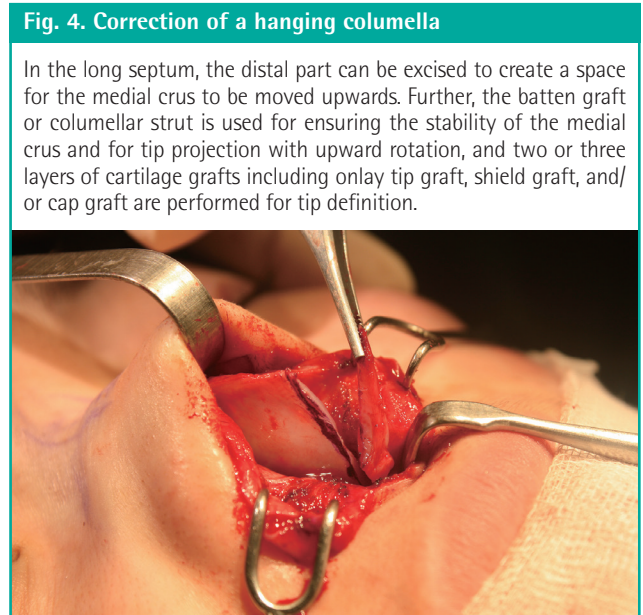 Fig. 4. Correction of a hanging columella
In the long septum, the distal part can be excised to create a space
for the medial crus to be moved upwards. Further, the batten graft
or columellar strut is used for ensuring the stability of the medial
crus and for tip projection with upward rotation, and two or three
layers of cartilage grafts including onlay tip graft, shield graft, and/
or cap graft are performed for tip definition.